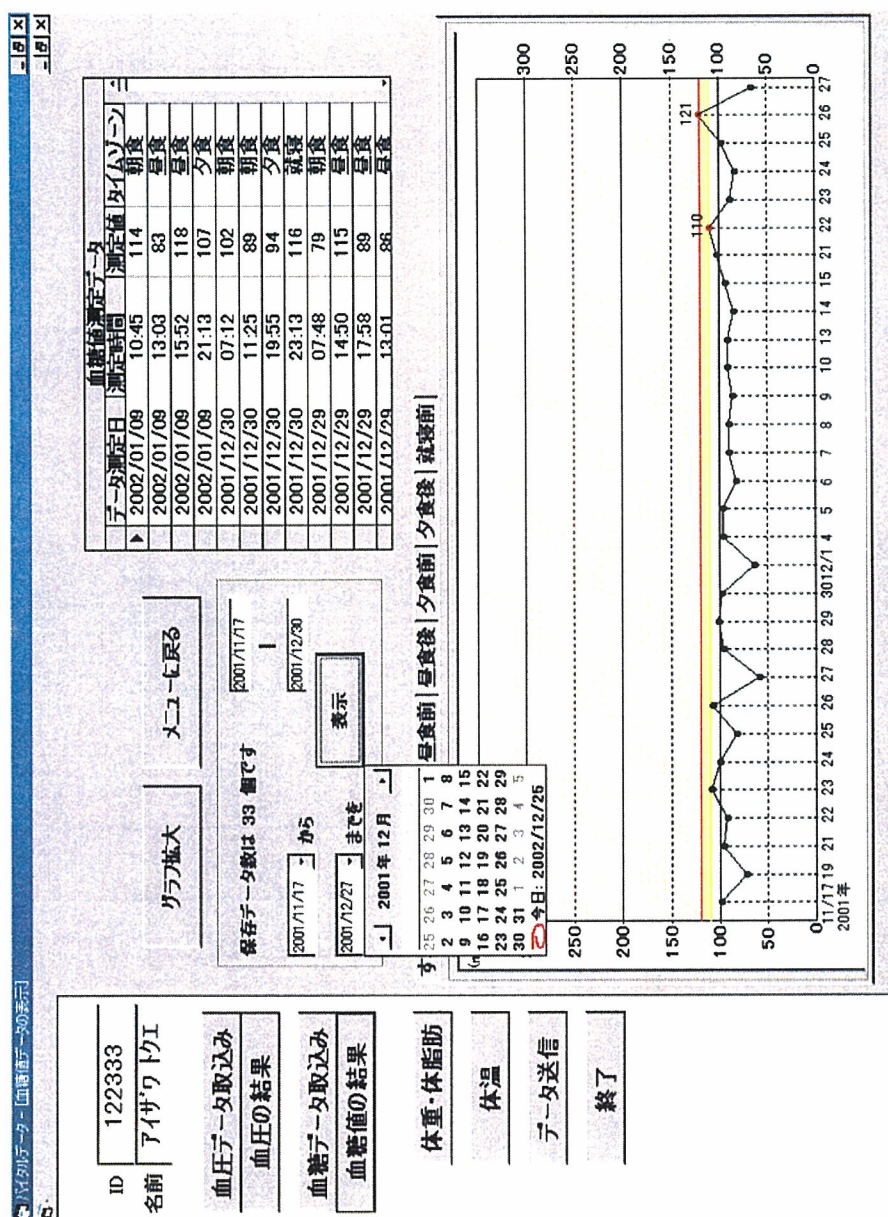 バイタルデーター - [血糖値データの表示]
ID 122333
名前 アイザワ トクエ
血圧データ取込み
血圧の結果
血糖データ取込み
血糖値の結果
体重・体脂肪
体温
データ送信
終了
グラフ拡大
メニューに戻る
保存データ数は 33 個です
2001/11/17 から
2001/12/27 までを
2001/11/17
2001/12/30
表示
2001年 12月
25 26 27 28 29 30 1
2 3 4 5 6 7 8
9 10 11 12 13 14 15
16 17 18 19 20 21 22
23 24 25 26 27 28 29
30 31 1 2 3 4 5
今日: 2002/12/25
血糖値測定データ
データ測定日 測定時間 測定値 タイムゾーン
2002/01/09 10:45 114 朝食
2002/01/09 13:03 83 昼食
2002/01/09 15:52 118 昼食
2002/01/09 21:13 107 夕食
2001/12/30 07:12 102 朝食
2001/12/30 11:25 89 朝食
2001/12/30 19:55 94 夕食
2001/12/30 23:13 116 就寝
2001/12/29 07:48 79 朝食
2001/12/29 14:50 115 昼食
2001/12/29 17:58 89 昼食
2001/12/29 13:01 86 昼食
す
昼食前 昼食後 夕食前 夕食後 就寝前
300
250 250
200 200
150 150
100 100
50 50
0 0
110
121
11/17 19 21 22 23 24 25 26 27 28 29 30 12/1 4 5 6 7 8 9 10 13 14 15 21 22 23 24 25 26 27
2001年